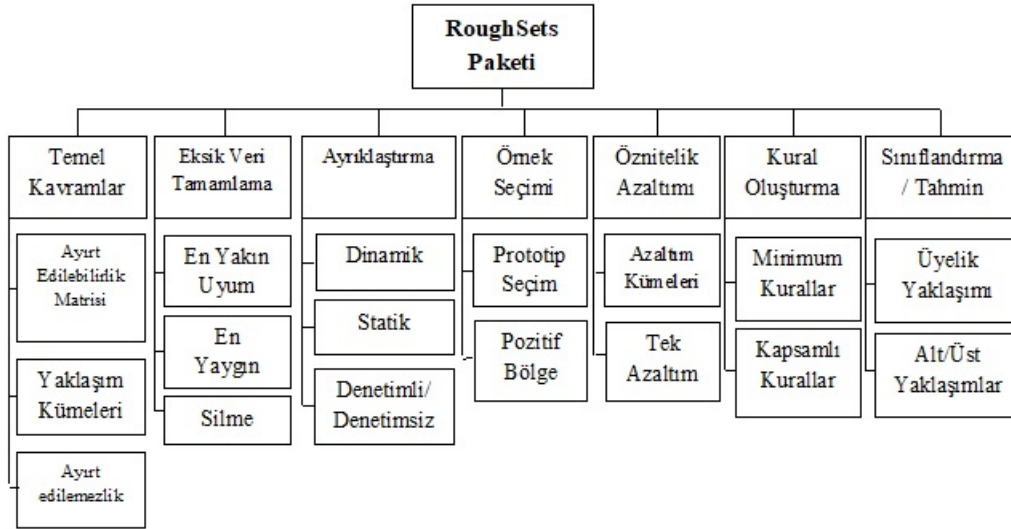 RoughSets
Paketi
Temel
Kavramlar
Eksik Veri
Tamamlama
Ayrıklaştırma
Örnek
Seçimi
Öznitelik
Azaltımı
Kural
Oluşturma
Sınıflandırma
/ Tahmin
Ayırt
Edilebilirlik
Matrisi
Yaklaşım
Kümeleri
Ayırt
edilemezlik
En Yakın
Uyum
En
Yaygın
Silme
Dinamik
Statik
Denetimli/
Denetimsiz
Prototip
Seçim
Pozitif
Bölge
Azaltım
Kümeleri
Tek
Azaltım
Minimum
Kurallar
Kapsamlı
Kurallar
Üyelik
Yaklaşımı
Alt/Üst
Yaklaşımlar